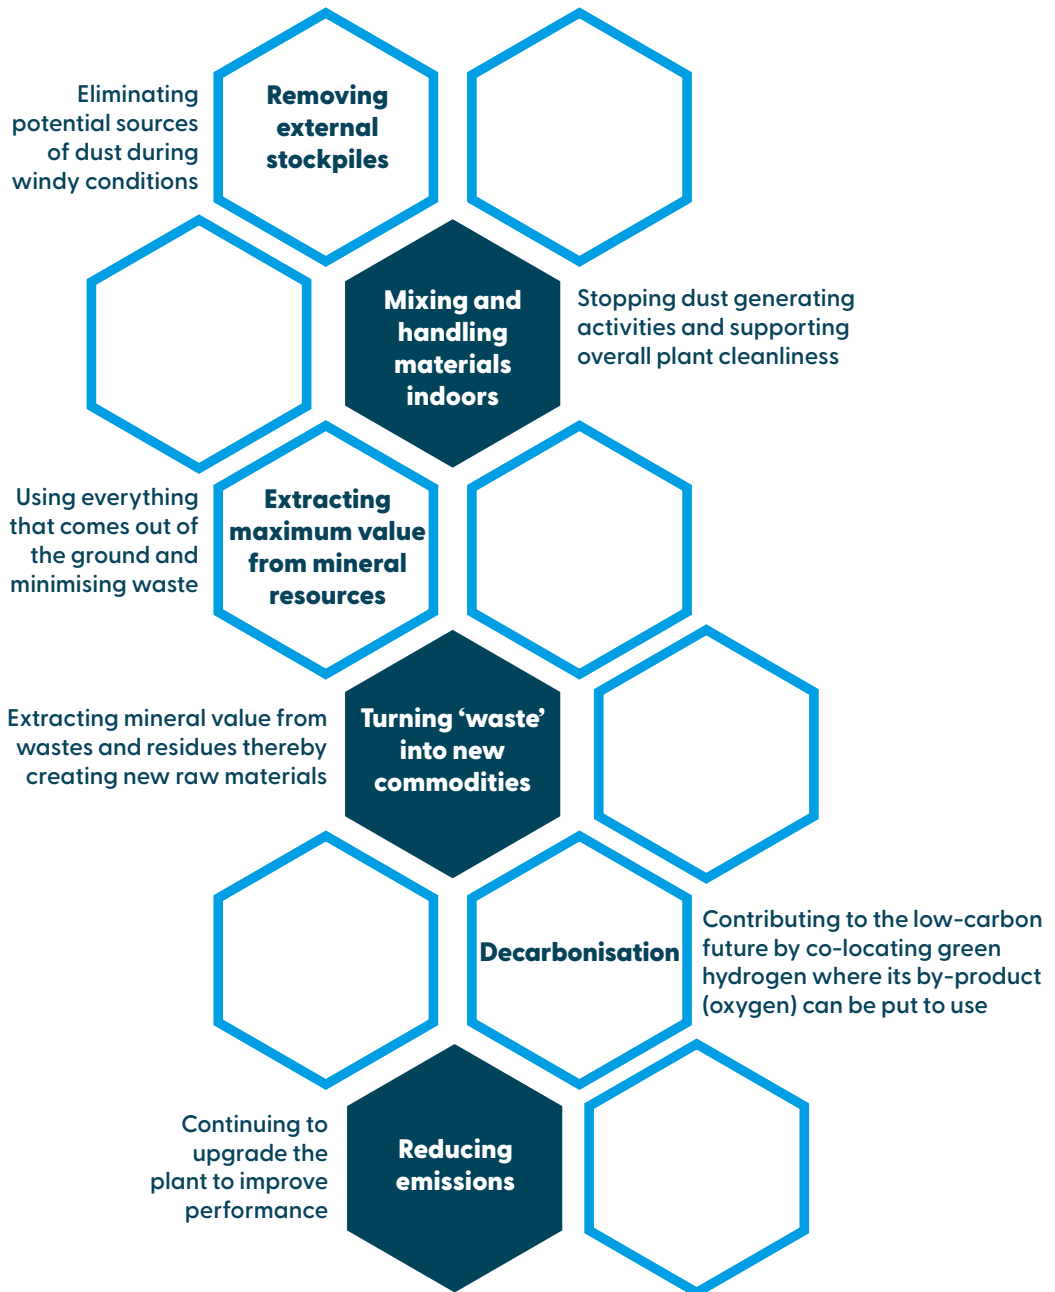 Eliminating
potential sources
of dust during
windy conditions
Removing
external
stockpiles
Mixing and
handling
materials
indoors
Stopping dust generating
activities and supporting
overall plant cleanliness
Using everything
that comes out of
the ground and
minimising waste
Extracting
maximum value
from mineral
resources
Extracting mineral value from
wastes and residues thereby
creating new raw materials
Turning ‘waste’
into new
commodities
Decarbonisation
Contributing to the low-carbon
future by co-locating green
hydrogen where its by-product
(oxygen) can be put to use
Continuing to
upgrade the
plant to improve
performance
Reducing
emissions